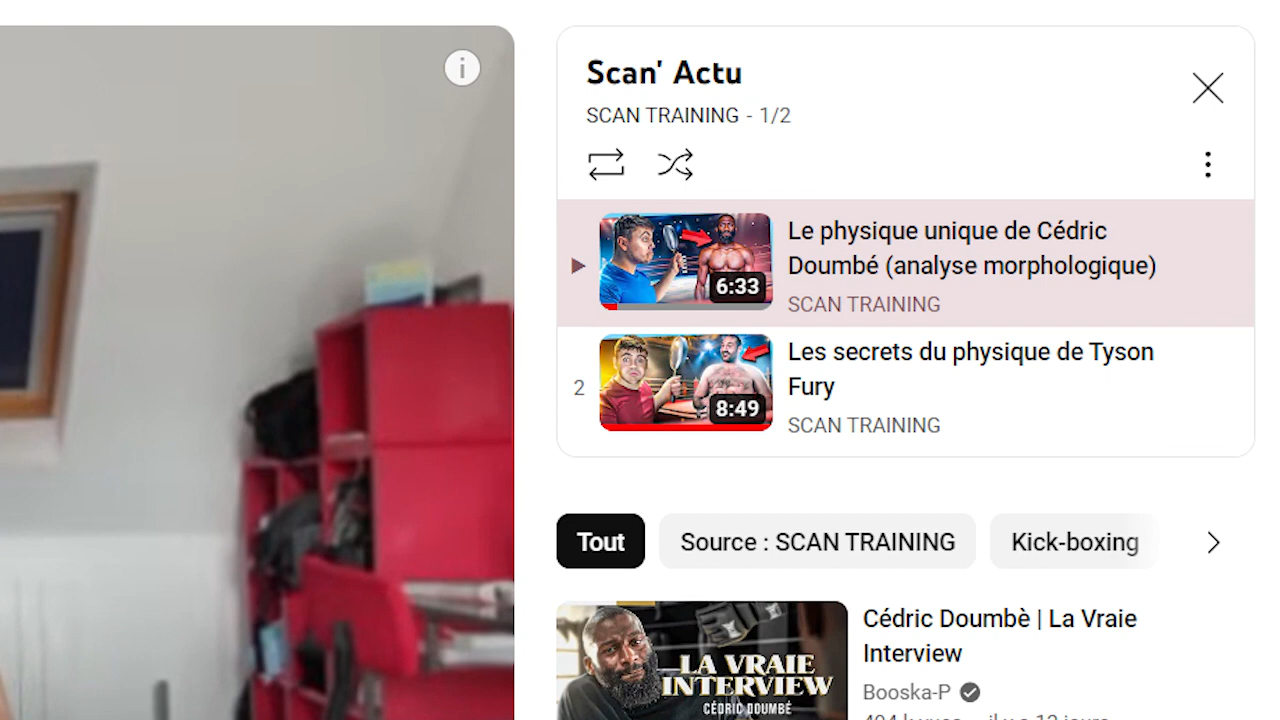 Scan' Actu
SCAN TRAINING - 1/2
Le physique unique de Cédric
Doumbé (analyse morphologique)
6:33
SCAN TRAINING
2
Les secrets du physique de Tyson
Fury
8:49
SCAN TRAINING
Tout
Source : SCAN TRAINING
Kick-boxing
Cédric Doumbè | La Vraie
Interview
LA VRAIE
INTERVIEW
CÉDRIC DOUMBÉ
Booska-P